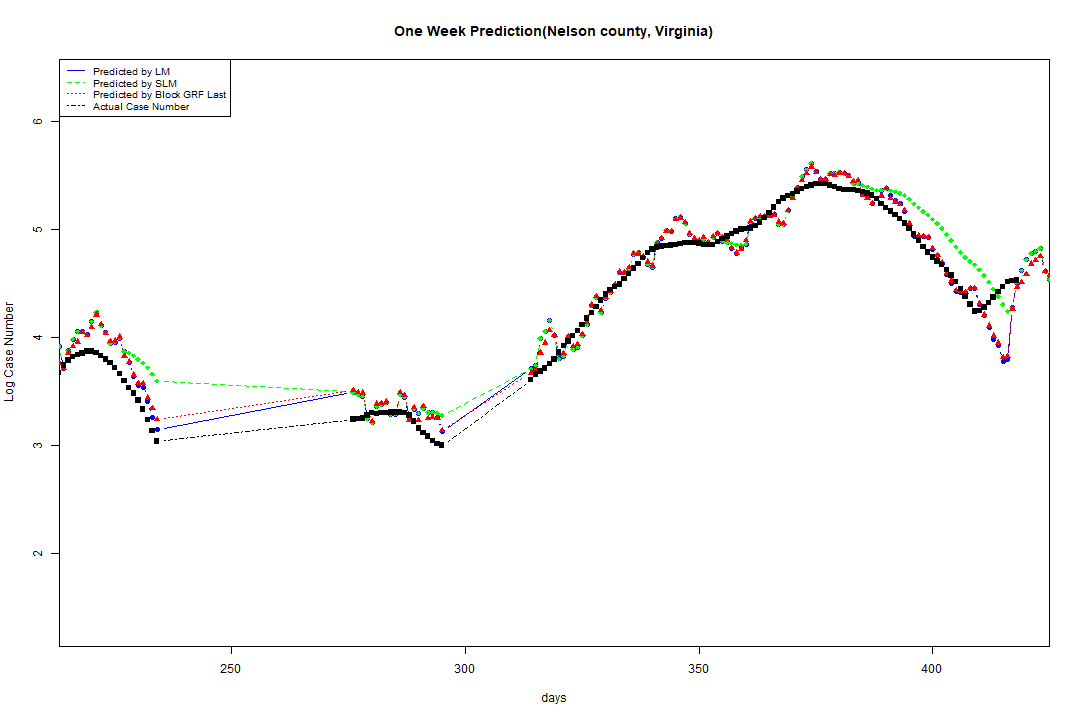 One Week Prediction(Nelson county, Virginia)
Predicted by LM
Predicted by SLM
Predicted by Block GRF Last
Actual Case Number
6
5
4
3
2
Log Case Number
250 300 350 400
days